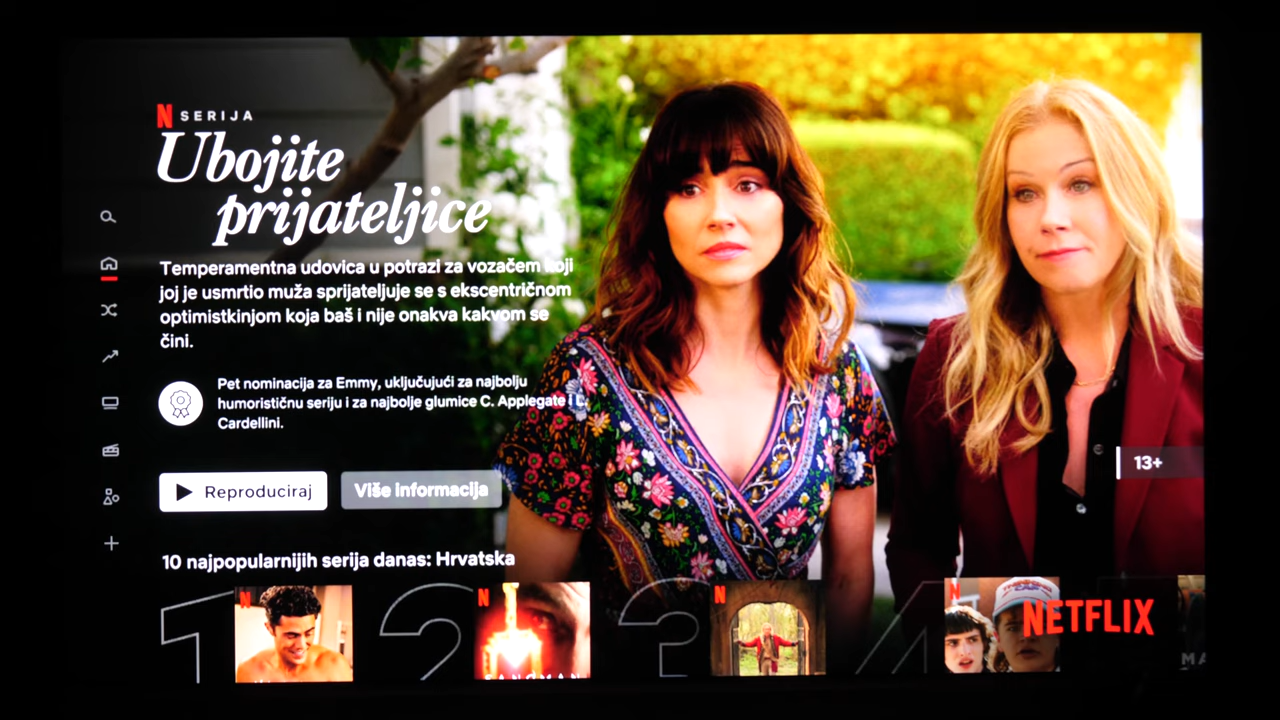 N SERIJA
Ubojite
prijateljice
Temperamentna udovica u potrazi za vozačem koji
joj je usmrtio muža sprijateljuje se s ekscentričnom
optimistkinjom koja baš i nije onakva kakvom se
čini.
Pet nominacija za Emmy, uključujući za najbolju
humorističnu seriju i za najbolje glumice C. Applegate i L.
Cardellini.
Reproduciraj
Više informacija
13+
10 najpopularnijih serija danas: Hrvatska
1 2 3 4
N N N N
NETFLIX